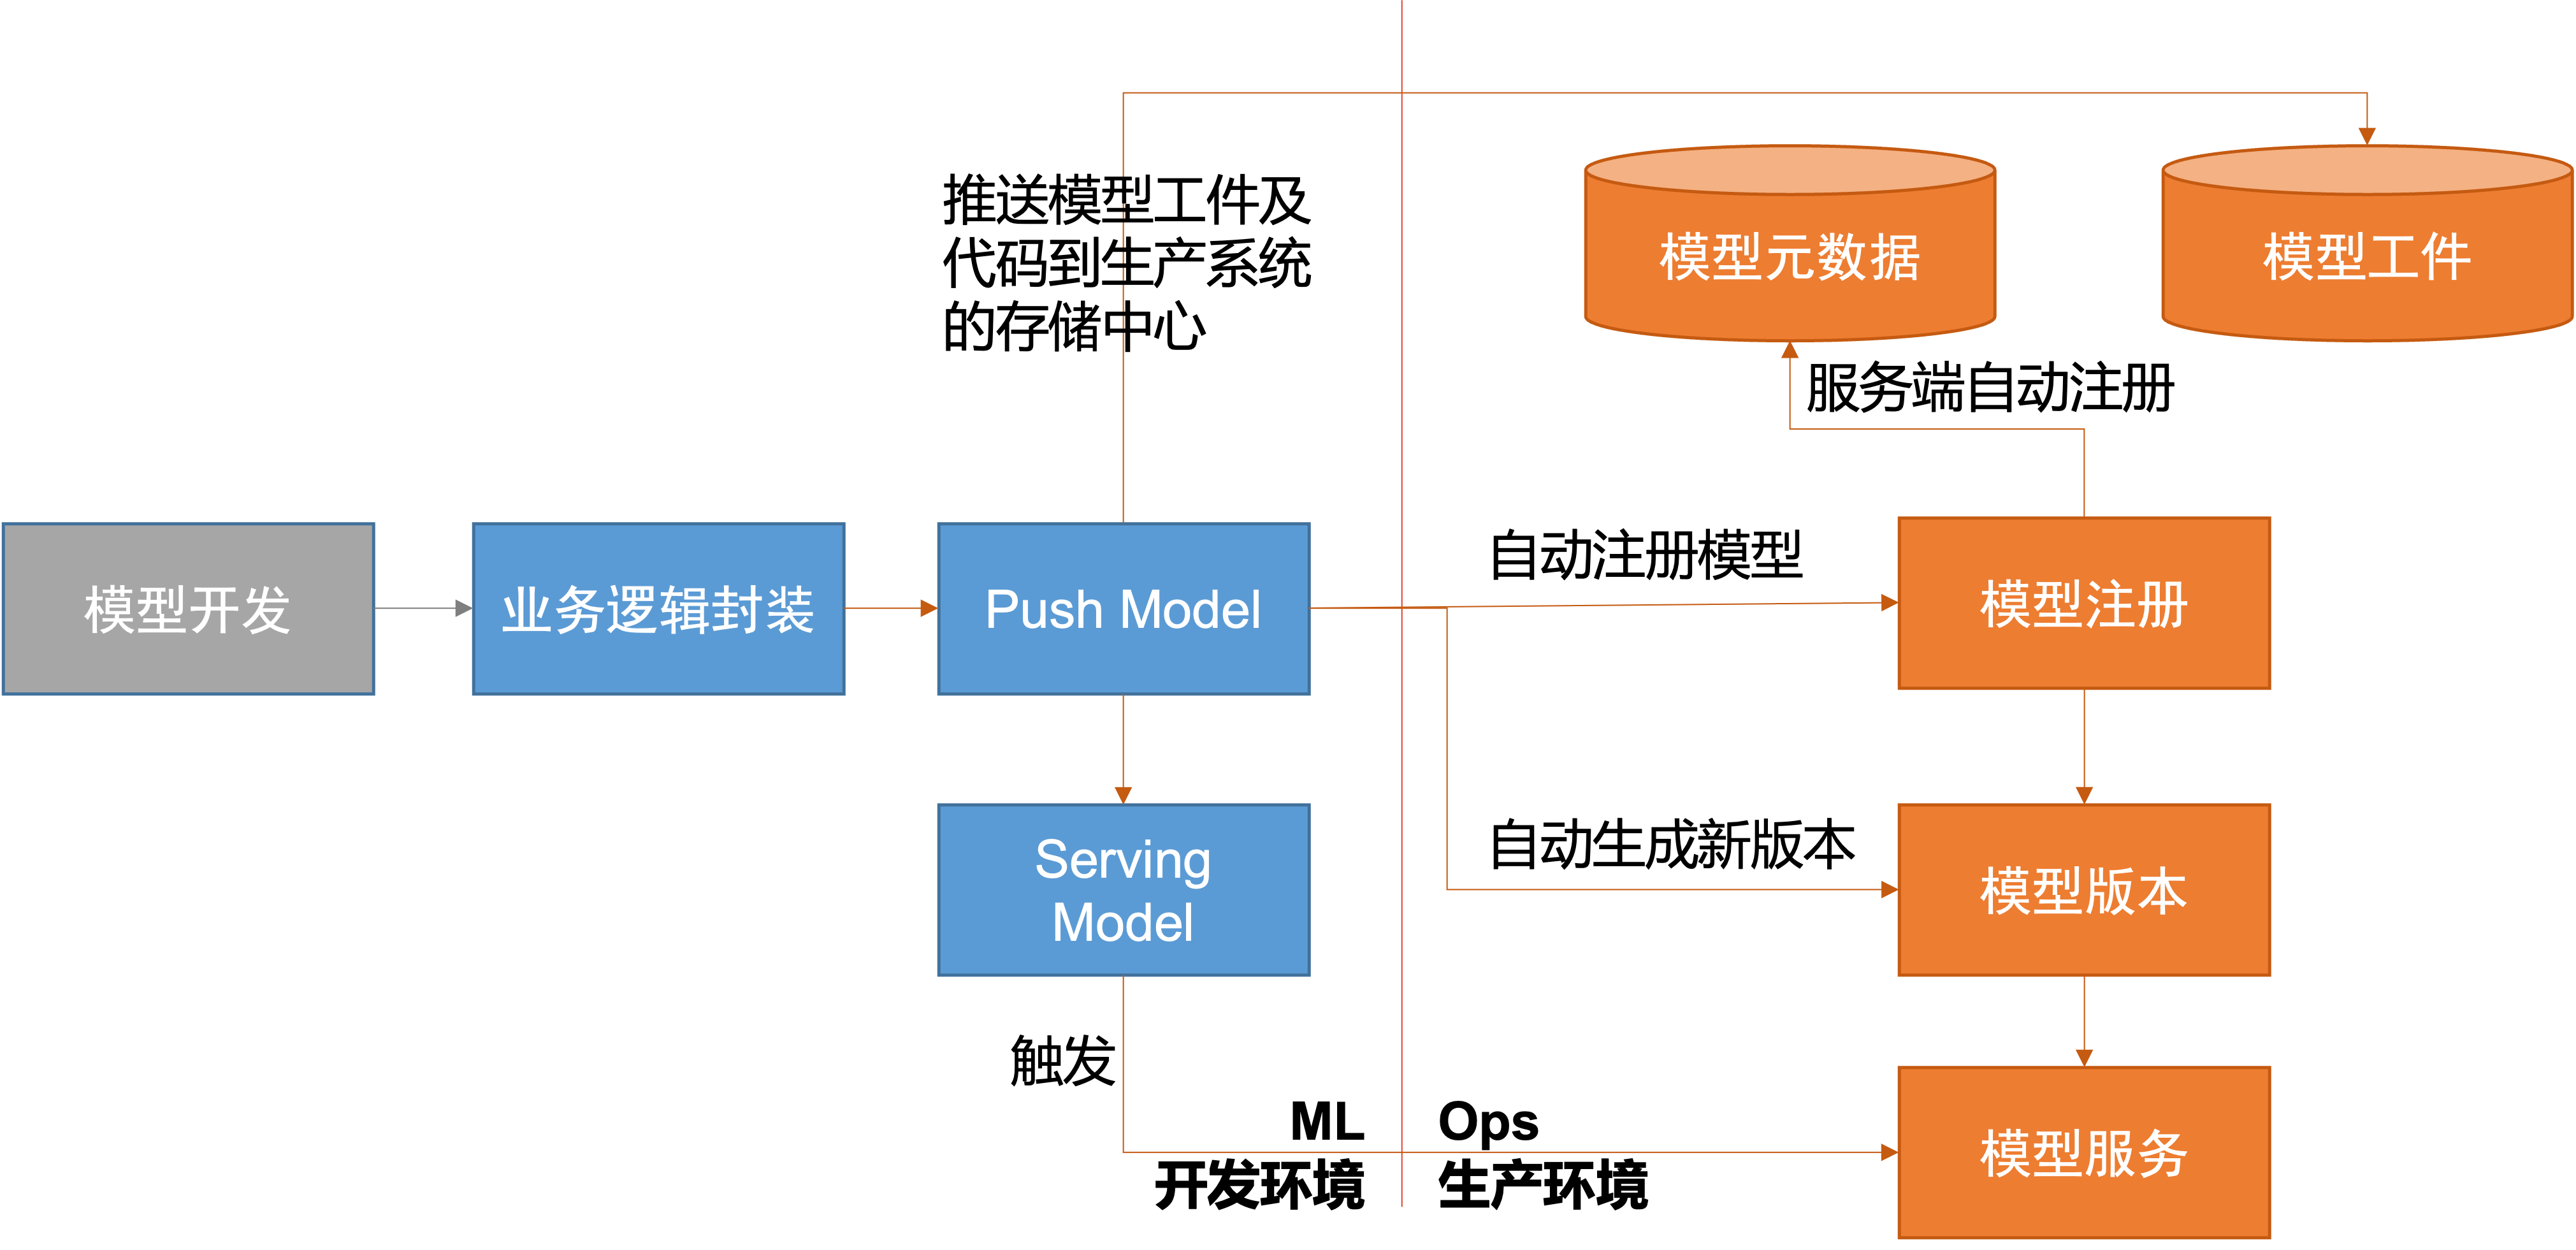 推送模型工件及
代码到生产系统
的存储中心
模型元数据
模型工件
服务端自动注册
模型开发
业务逻辑封装
Push Model
自动注册模型
模型注册
Serving
Model
自动生成新版本
模型版本
触发
ML
开发环境
Ops
生产环境
模型服务